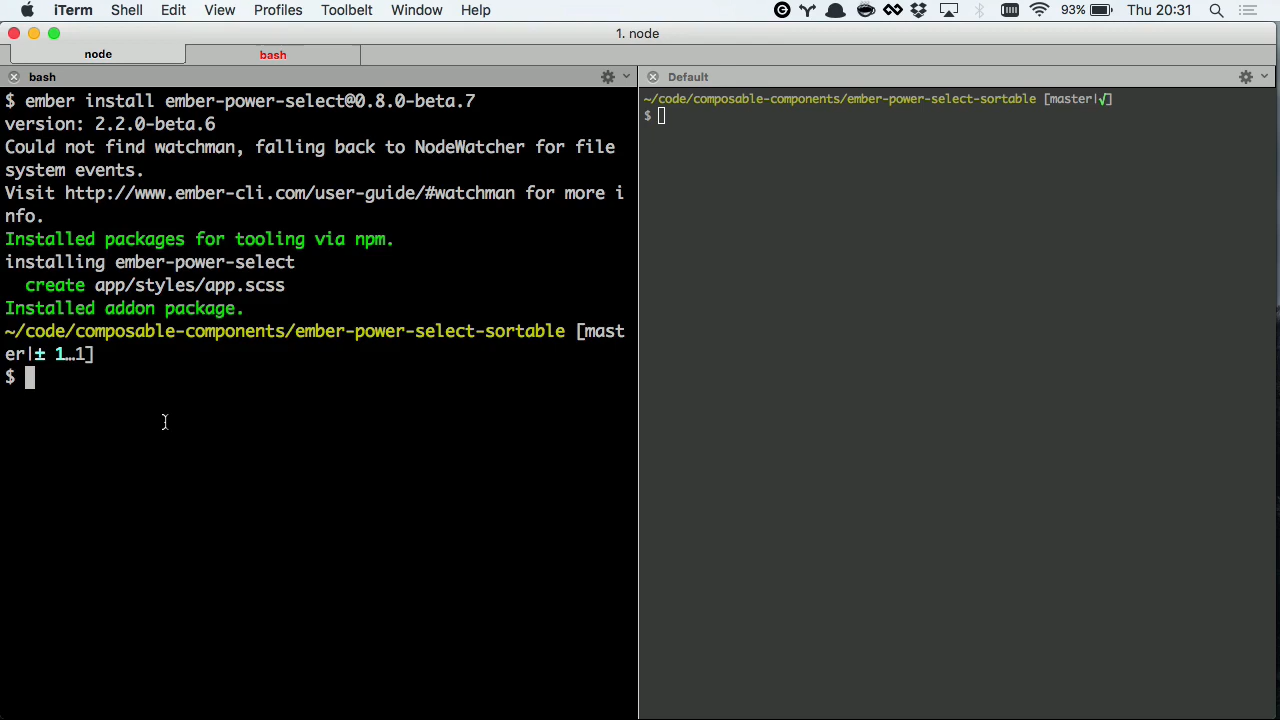 iTerm Shell Edit View Profiles Toolbelt Window Help 93% Thu 20:31
1. node
node bash
bash
$ ember install ember-power-select@0.8.0-beta.7
version: 2.2.0-beta.6
Could not find watchman, falling back to NodeWatcher for file
system events.
Visit http://www.ember-cli.com/user-guide/#watchman for more i
nfo.
Installed packages for tooling via npm.
installing ember-power-select
create app/styles/app.scss
Installed addon package.
~/code/composable-components/ember-power-select-sortable [mast
er|± 1…1]
$
Default
~/code/composable-components/ember-power-select-sortable [master|√]
$